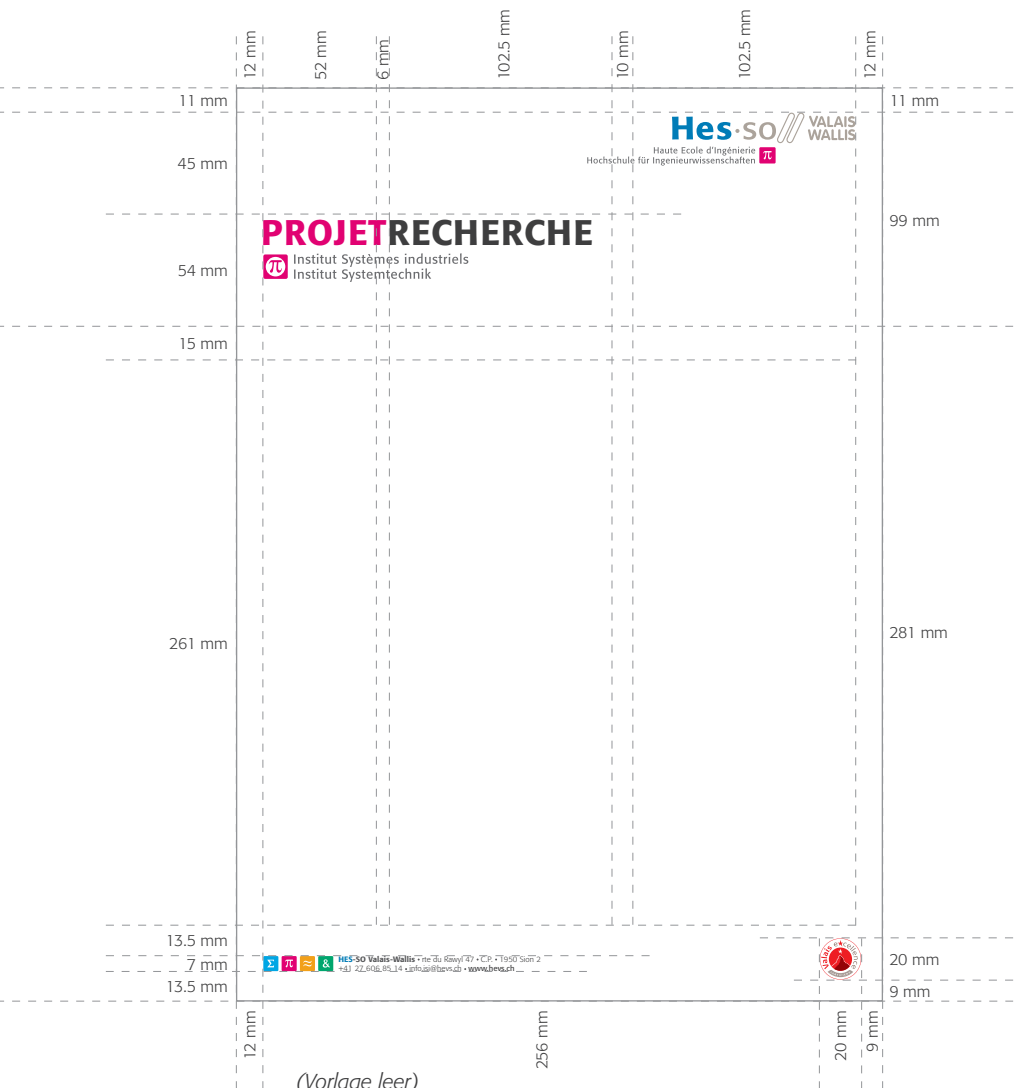 12 mm
52 mm
6 mm
102.5 mm
10 mm
102.5 mm
12 mm
11 mm
11 mm
Hes·so VALAIS WALLIS
Haute Ecole d'Ingénierie
Hochschule für Ingenieurwissenschaften π
45 mm
99 mm
PROJETRECHERCHE
π Institut Systèmes industriels
Institut Systemtechnik
54 mm
15 mm
261 mm
281 mm
13.5 mm
7 mm
13.5 mm
Σ π ≈ &
HES-SO Valais-Wallis • rte du Rawyl 47 • C.P. • 1950 Sion 2
+41 27 606 85 14 • info.isi@hevs.ch • www.hevs.ch
Valais excellence
20 mm
9 mm
12 mm
256 mm
20 mm
9 mm
(Vorlage leer)